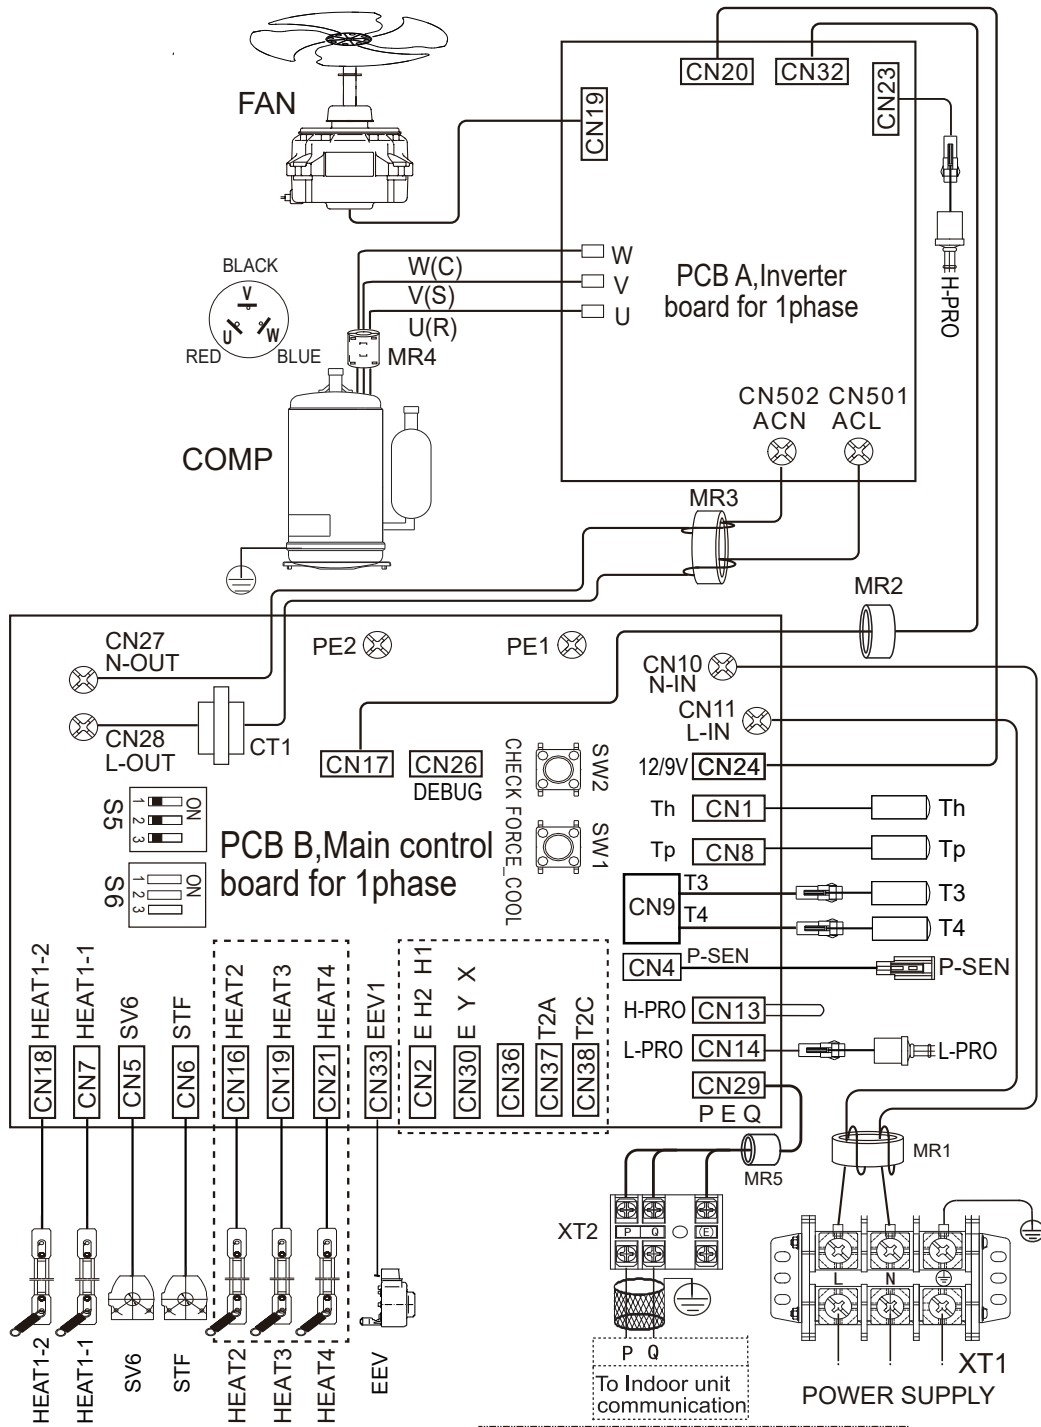 FAN
CN20
CN32
CN23
CN19
H-PRO
W(C)
V(S)
U(R)
W
V
U
PCB A,Inverter
board for 1phase
BLACK
V
U
W
RED
BLUE
MR4
COMP
CN502
ACN
CN501
ACL
MR3
MR2
CN27
N-OUT
PE2
PE1
CN10
N-IN
CN11
L-IN
CN28
L-OUT
CT1
CN17
CN26
DEBUG
CHECK FORCE_COOL
SW2
SW1
12/9V
CN24
Th
CN1
Th
Tp
CN8
Tp
S5
ON
1
2
3
S6
ON
1
2
3
PCB B,Main control
board for 1phase
CN9
T3
T4
T3
T4
CN4
P-SEN
P-SEN
H-PRO
CN13
L-PRO
CN14
L-PRO
CN29
P E Q
HEAT1-2
HEAT1-1
SV6
STF
HEAT2
HEAT3
HEAT4
EEV1
E H2 H1
E Y X
T2A
T2C
CN18
CN7
CN5
CN6
CN16
CN19
CN21
CN33
CN2
CN30
CN36
CN37
CN38
MR5
MR1
XT2
P
Q
(E)
L
N
HEAT1-2
HEAT1-1
SV6
STF
HEAT2
HEAT3
HEAT4
EEV
P Q
To Indoor unit
communication
XT1
POWER SUPPLY